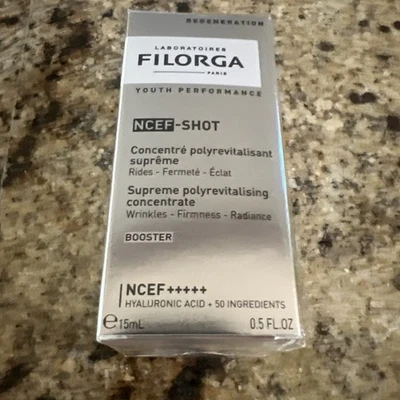 REGENERATION
LABORATOIRES
FILORGA
PARIS
YOUTH PERFORMANCE
NCEF-SHOT
Concentré polyrevitalisant
suprême
Rides - Fermeté - Éclat
Supreme polyrevitalising
concentrate
Wrinkles - Firmness - Radiance
BOOSTER
NCEF+++++
HYALURONIC ACID + 50 INGREDIENTS
℮15mL 0.5 FL.OZ